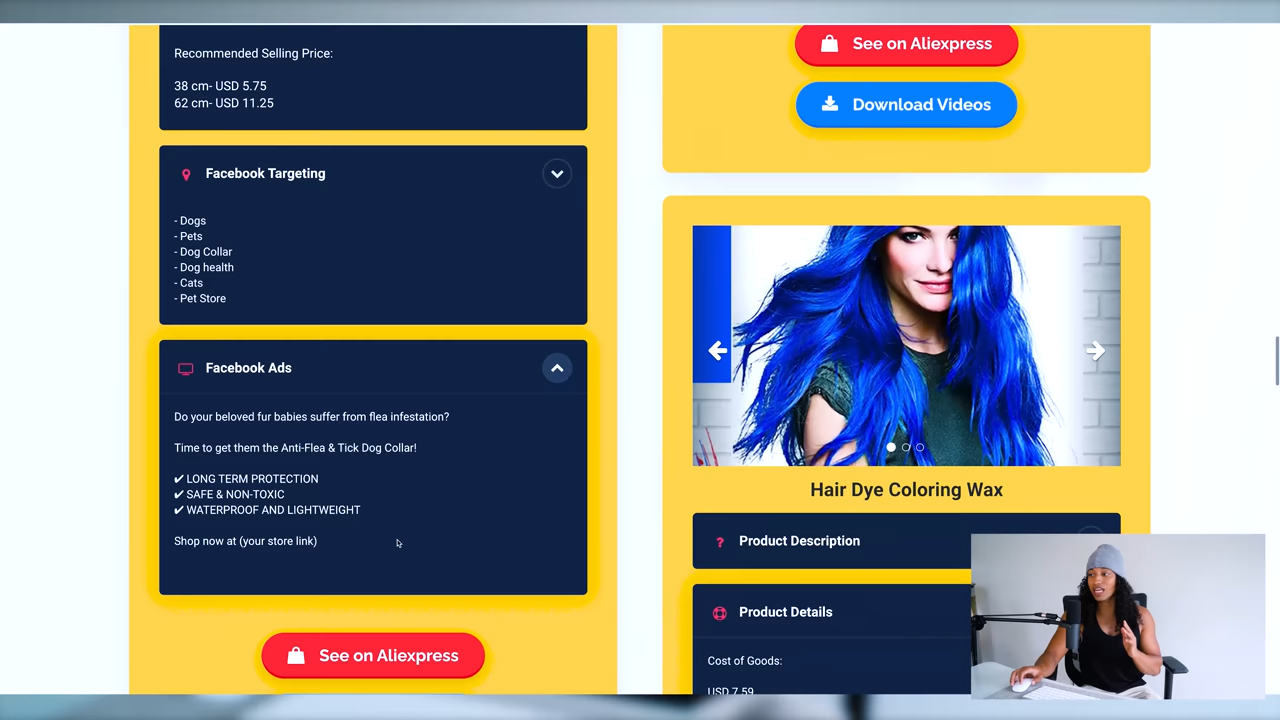 Recommended Selling Price:
38 cm- USD 5.75
62 cm- USD 11.25
Facebook Targeting
- Dogs
- Pets
- Dog Collar
- Dog health
- Cats
- Pet Store
Facebook Ads
Do your beloved fur babies suffer from flea infestation?
Time to get them the Anti-Flea & Tick Dog Collar!
✔ LONG TERM PROTECTION
✔ SAFE & NON-TOXIC
✔ WATERPROOF AND LIGHTWEIGHT
Shop now at (your store link)
See on Aliexpress
See on Aliexpress
Download Videos
Hair Dye Coloring Wax
? Product Description
Product Details
Cost of Goods:
USD 7.59